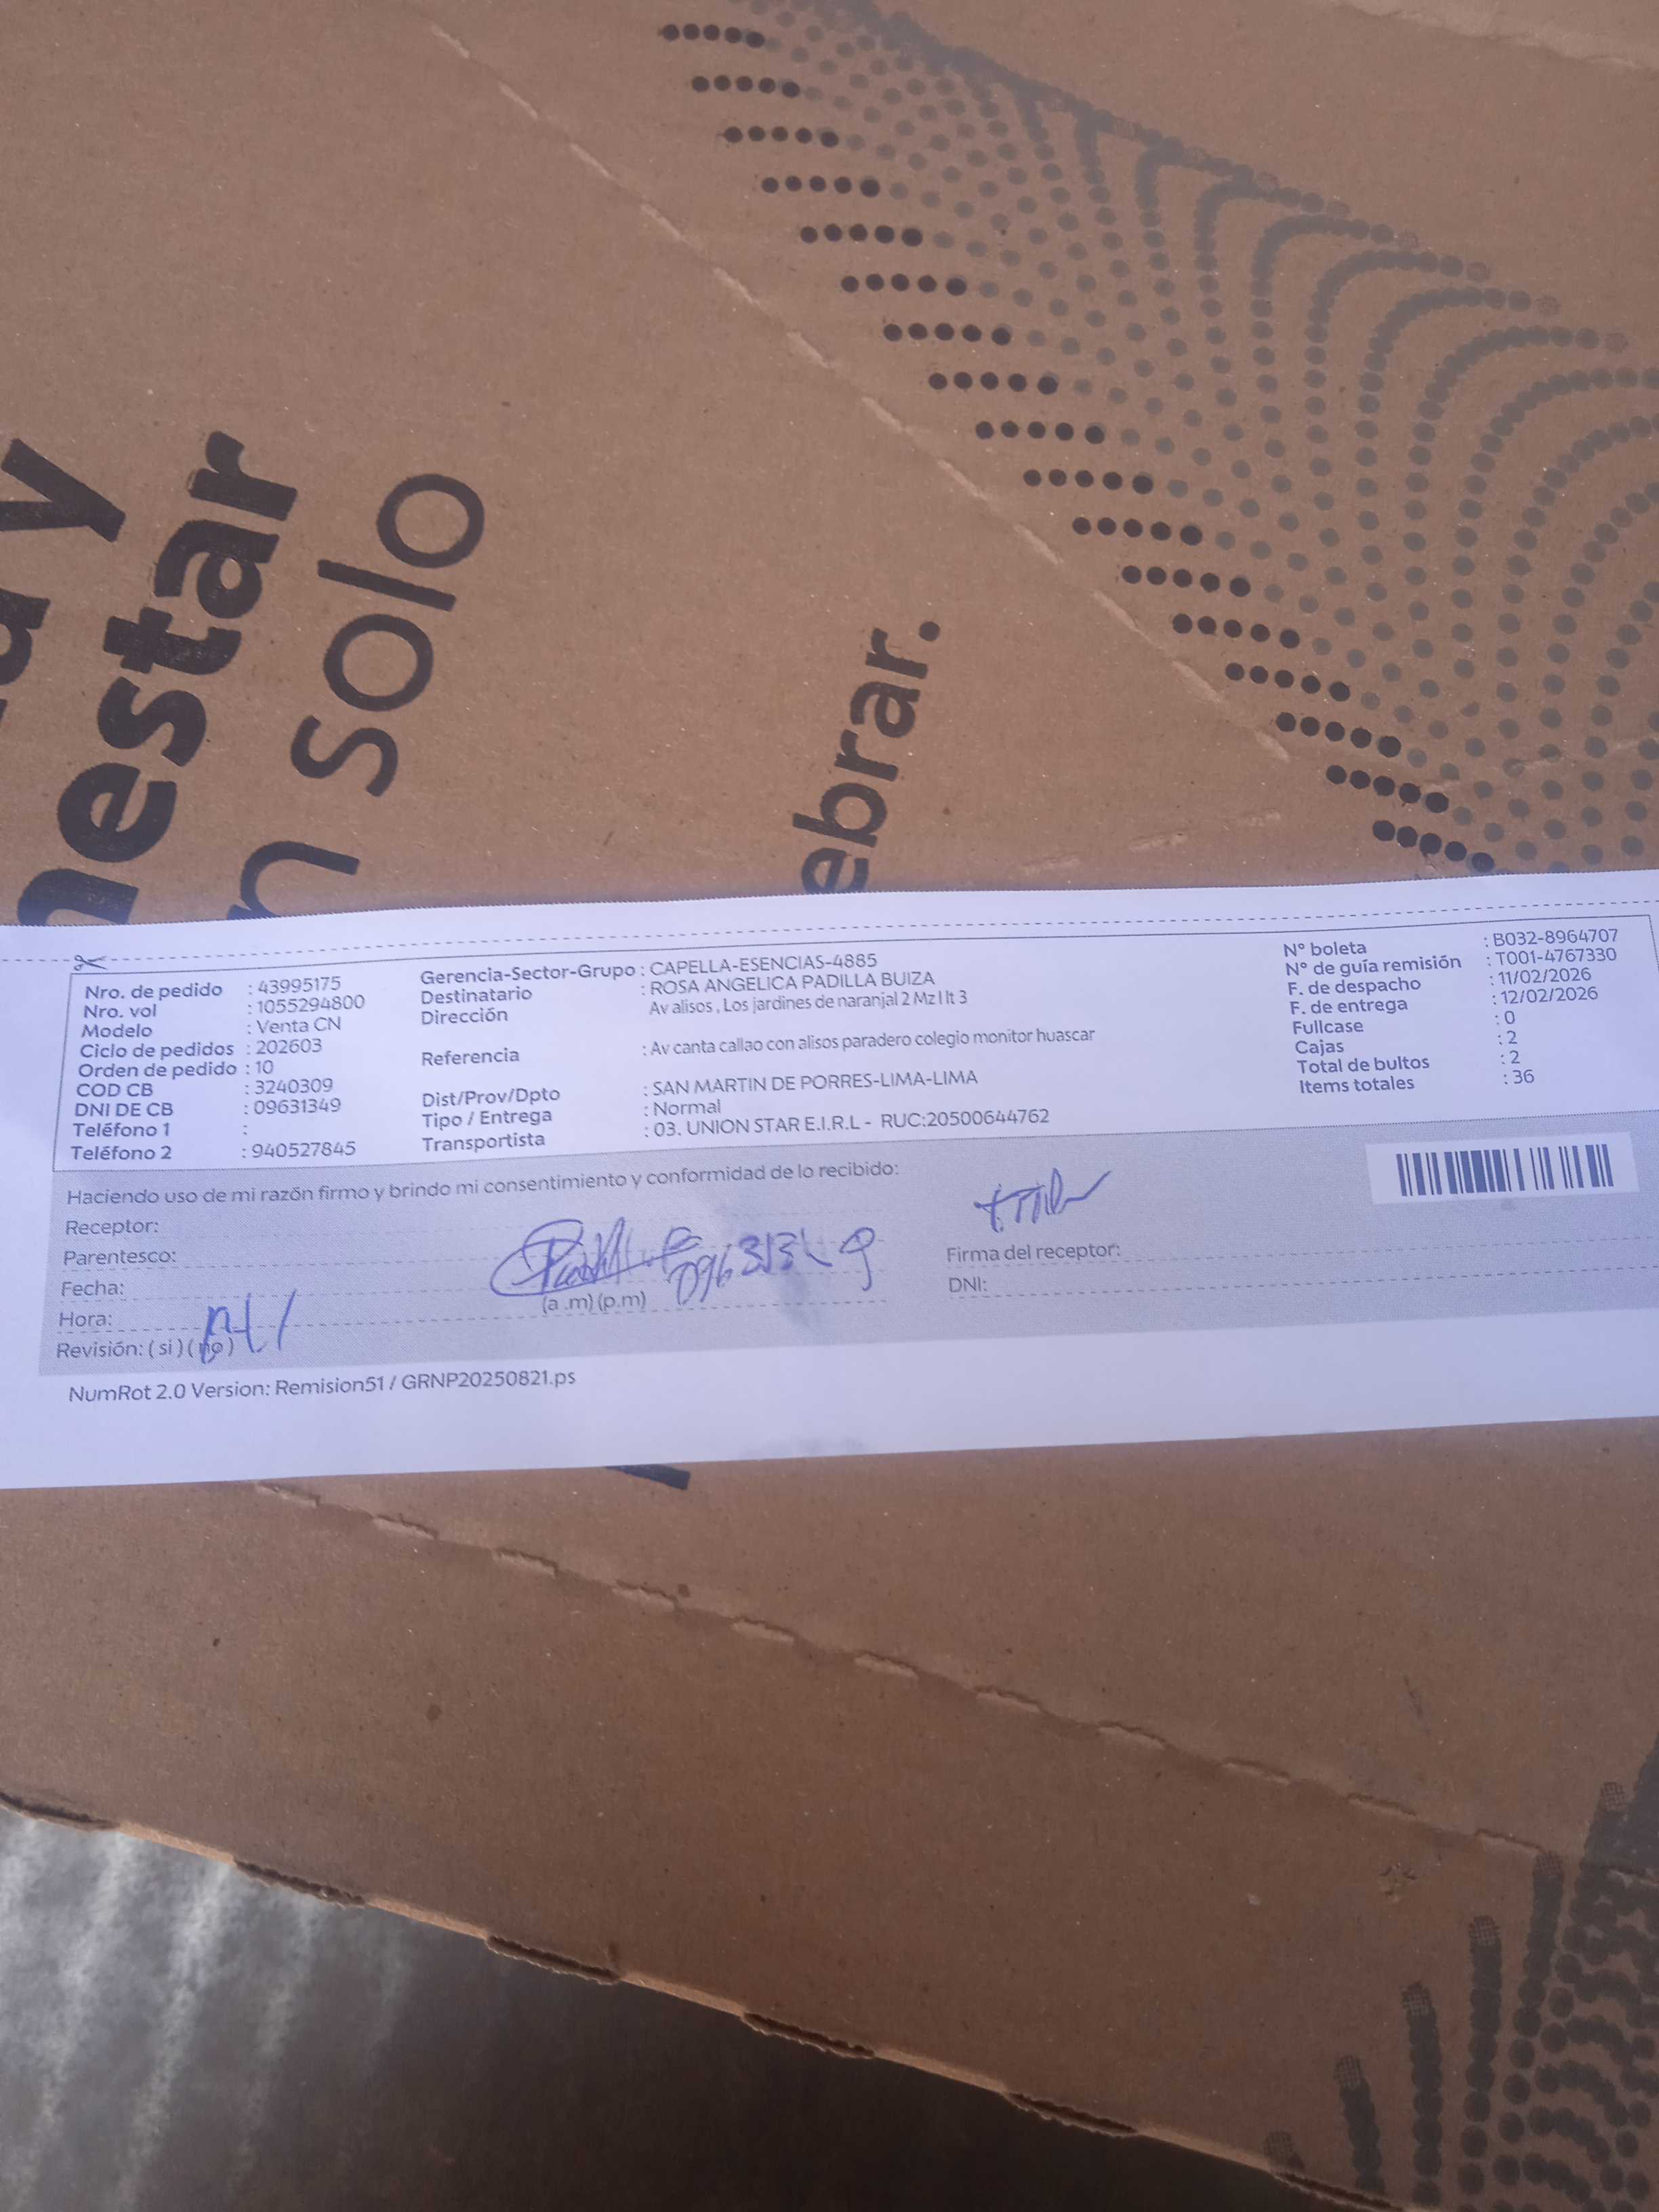 y
nestar
n solo
ebrar.
Nro. de pedido : 43995175
Nro. vol : 1055294800
Modelo : Venta CN
Ciclo de pedidos : 202603
Orden de pedido : 10
COD CB : 3240309
DNI DE CB : 09631349
Teléfono 1 :
Teléfono 2 : 940527845
Gerencia-Sector-Grupo : CAPELLA-ESENCIAS-4885
Destinatario : ROSA ANGELICA PADILLA BUIZA
Dirección Av alisos , Los jardines de naranjal 2 Mz I lt 3
Referencia : Av canta callao con alisos paradero colegio monitor huascar
Dist/Prov/Dpto : SAN MARTIN DE PORRES-LIMA-LIMA
Tipo / Entrega : Normal
Transportista : 03. UNION STAR E.I.R.L - RUC:20500644762
N° boleta : B032-8964707
N° de guía remisión : T001-4767330
F. de despacho : 11/02/2026
F. de entrega : 12/02/2026
Fullcase : 0
Cajas : 2
Total de bultos : 2
Items totales : 36
Haciendo uso de mi razón firmo y brindo mi consentimiento y conformidad de lo recibido:
Receptor:
Parentesco:
Fecha:
Hora: (a .m) (p.m)
Revisión: ( si ) ( no )
09631349
Firma del receptor:
DNI:
NumRot 2.0 Version: Remision51 / GRNP20250821.ps